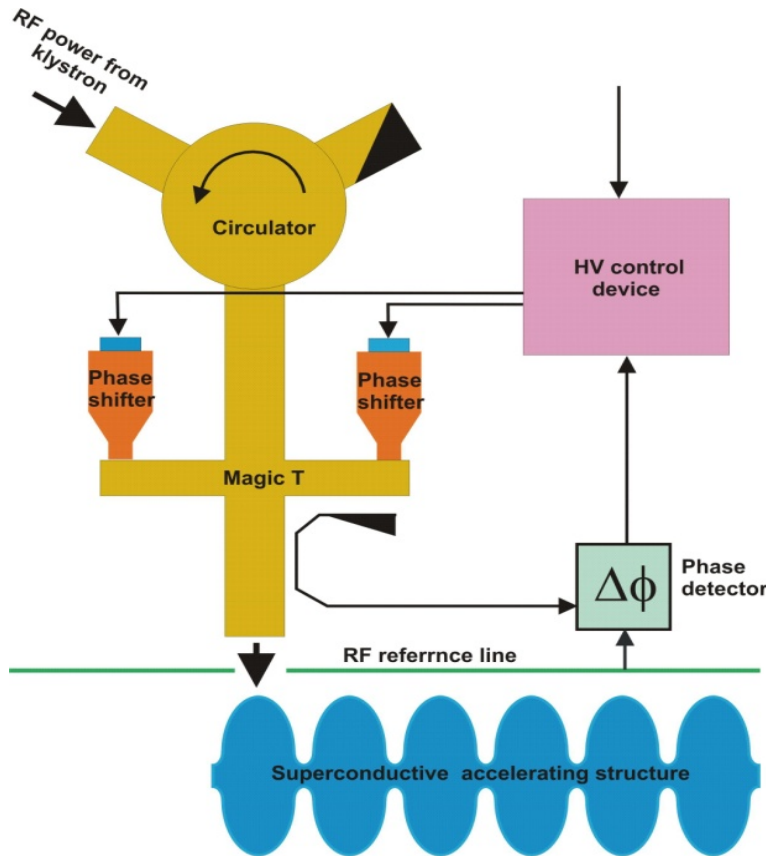 RF power from
klystron
Circulator
HV control
device
Phase
shifter
Phase
shifter
Magic T
Δϕ
Phase
detector
RF referrnce line
Superconductive accelerating structure